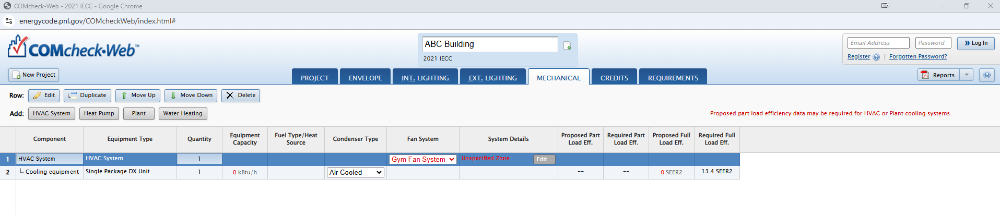 COMcheck-Web - 2021 IECC - Google Chrome
energycode.pnl.gov/COMcheckWeb/index.html#
COMcheck•Web™
ABC Building
2021 IECC
Email Address
Password
» Log In
Register
|
Forgotten Password?
New Project
PROJECT
ENVELOPE
INT. LIGHTING
EXT. LIGHTING
MECHANICAL
CREDITS
REQUIREMENTS
Reports
Row:
Edit
Duplicate
Move Up
Move Down
Delete
Add:
HVAC System
Heat Pump
Plant
Water Heating
Proposed part load efficiency data may be required for HVAC or Plant cooling systems.
Component
Equipment Type
Quantity
Equipment
Capacity
Fuel Type/Heat
Source
Condenser Type
Fan System
System Details
Proposed Part
Load Eff.
Required Part
Load Eff.
Proposed Full
Load Eff.
Required Full
Load Eff.
1
HVAC System
HVAC System
1
Gym Fan System
Unspecified Zone
Edit...
2
Cooling equipment
Single Package DX Unit
1
0 kBtu/h
Air Cooled
--
--
0 SEER2
13.4 SEER2